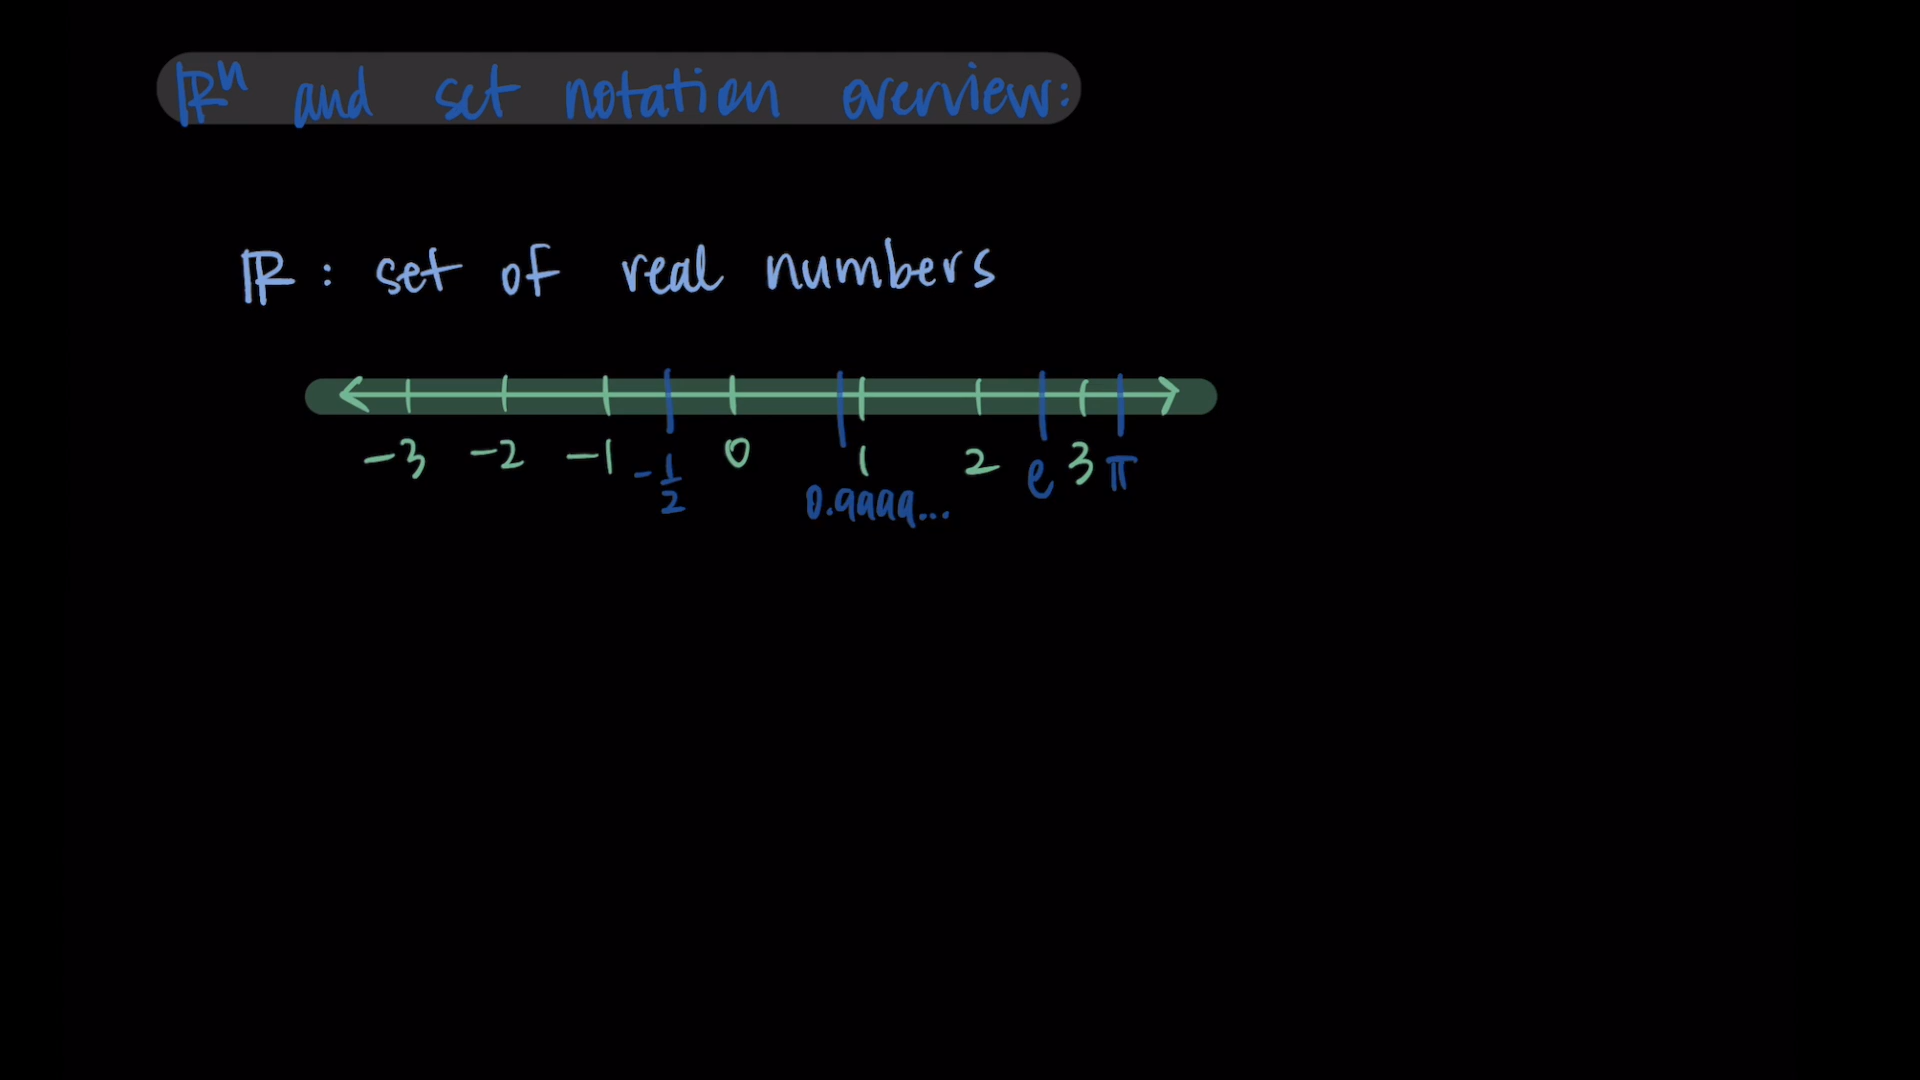 ℝⁿ and set notation overview:
ℝ : set of real numbers
-3 -2 -1 -1/2 0 1 2 e 3 π
0.9999...